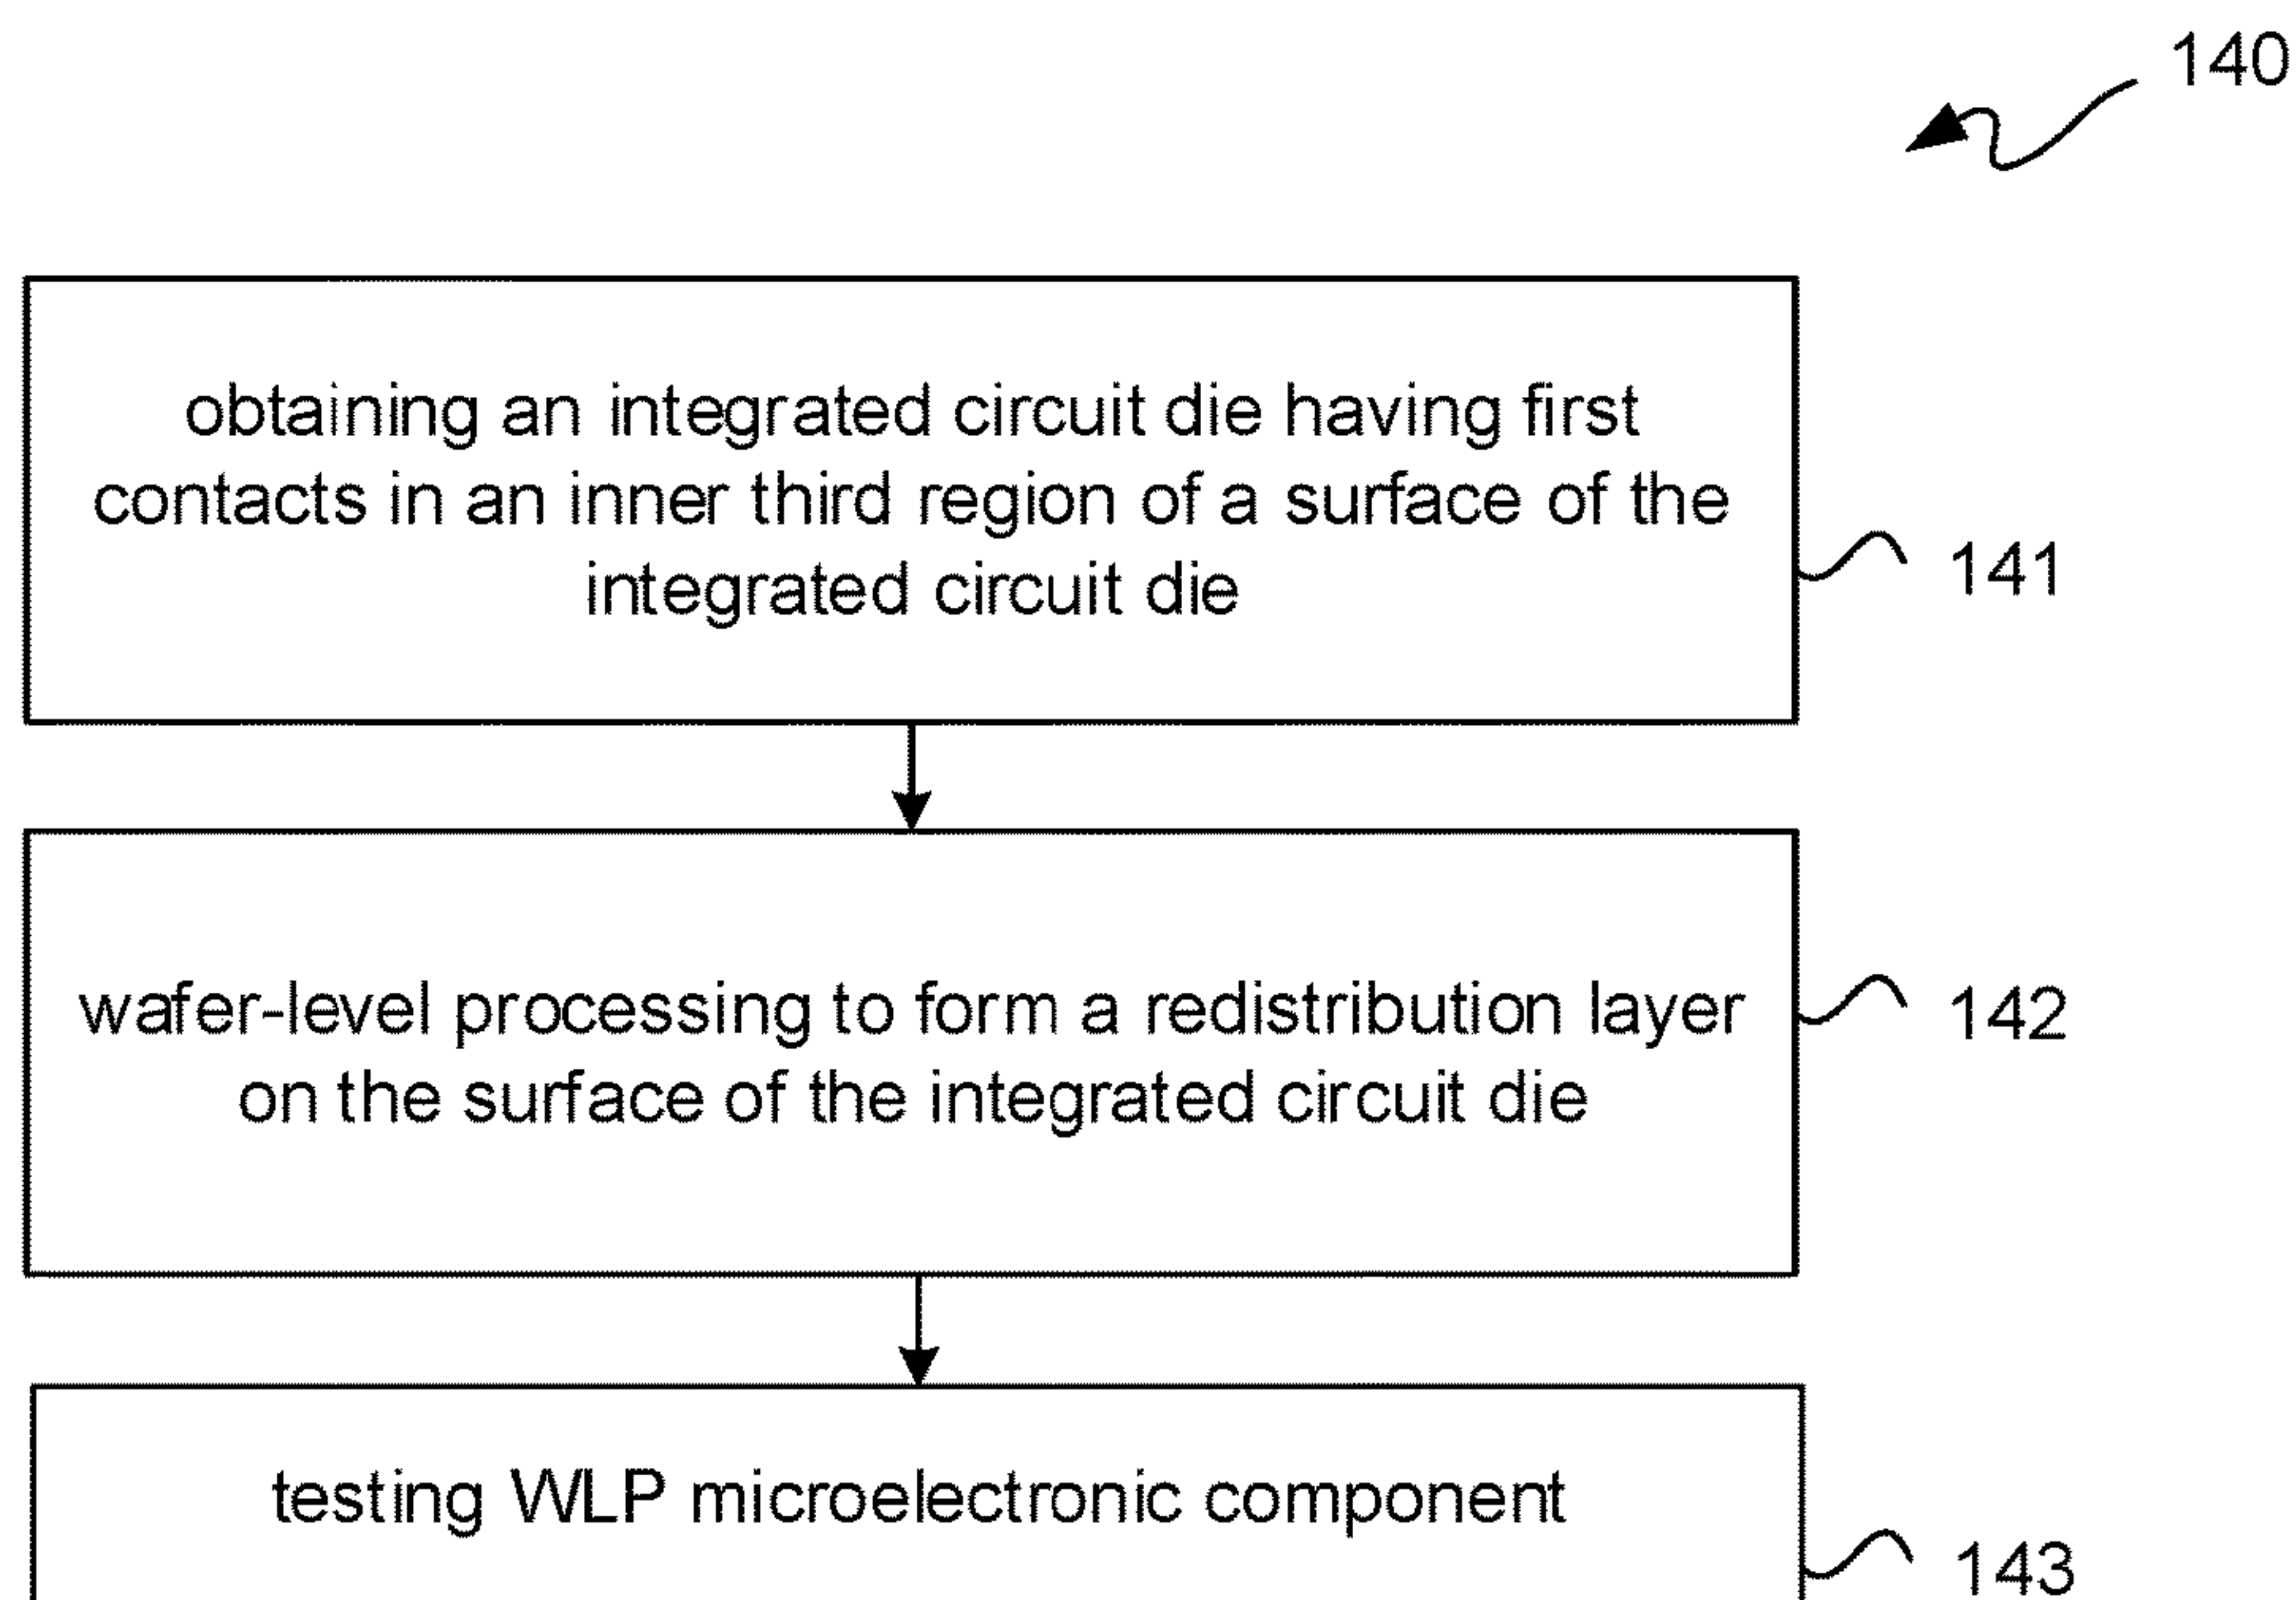 140
obtaining an integrated circuit die having first
contacts in an inner third region of a surface of the
integrated circuit die
141
wafer-level processing to form a redistribution layer
on the surface of the integrated circuit die
142
testing WLP microelectronic component
143